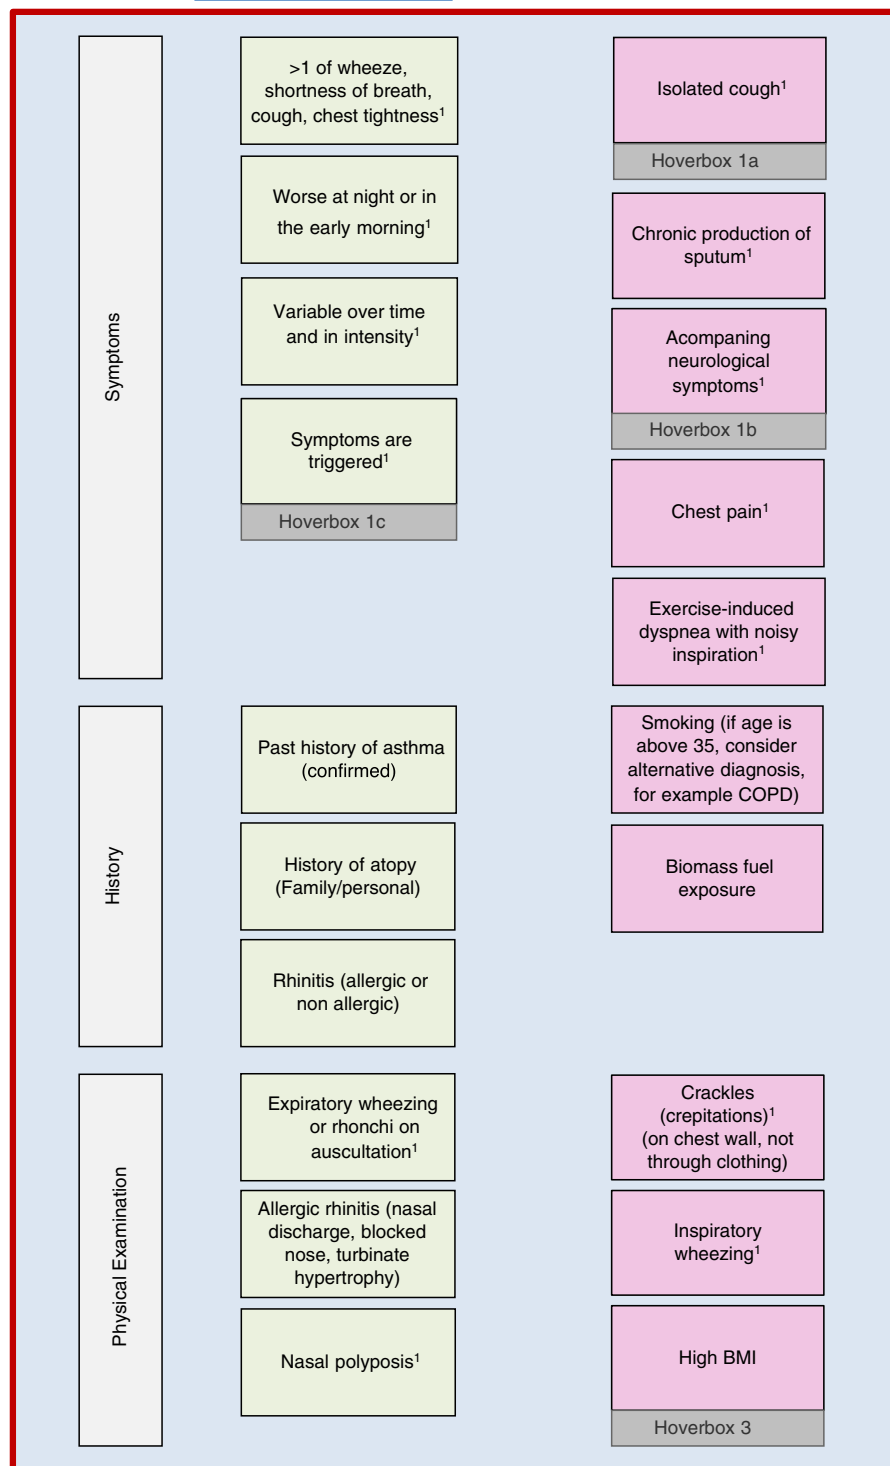 Symptoms
>1 of wheeze,
shortness of breath,
cough, chest tightness¹
Worse at night or in
the early morning¹
Variable over time
and in intensity¹
Symptoms are
triggered¹
Hoverbox 1c
Isolated cough¹
Hoverbox 1a
Chronic production of
sputum¹
Acompaning
neurological
symptoms¹
Hoverbox 1b
Chest pain¹
Exercise-induced
dyspnea with noisy
inspiration¹
History
Past history of asthma
(confirmed)
History of atopy
(Family/personal)
Rhinitis (allergic or
non allergic)
Smoking (if age is
above 35, consider
alternative diagnosis,
for example COPD)
Biomass fuel
exposure
Physical Examination
Expiratory wheezing
or rhonchi on
auscultation¹
Allergic rhinitis (nasal
discharge, blocked
nose, turbinate
hypertrophy)
Nasal polyposis¹
Crackles
(crepitations)¹
(on chest wall, not
through clothing)
Inspiratory
wheezing¹
High BMI
Hoverbox 3